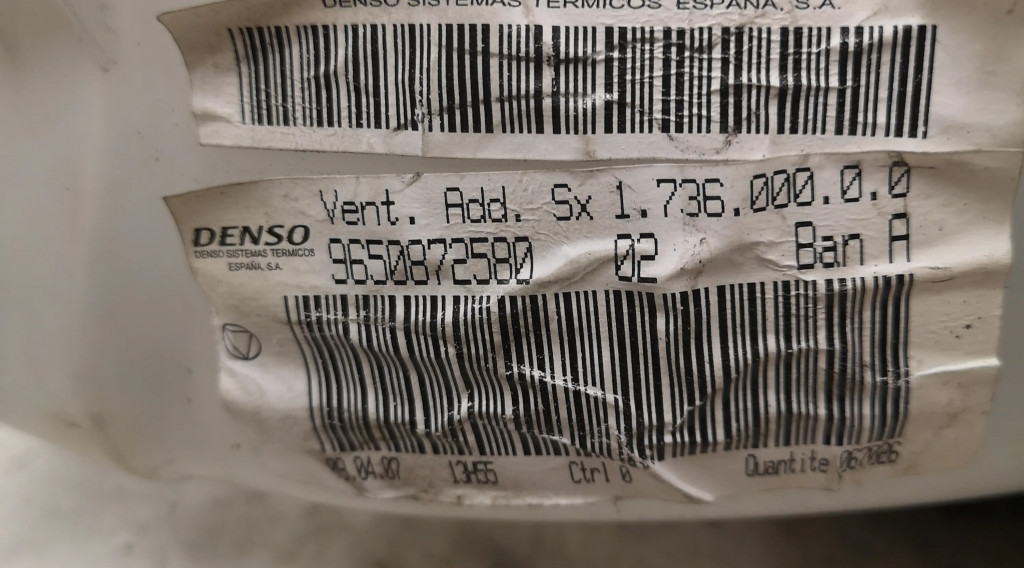 DENSO SISTEMAS TERMICOS ESPAÑA, S.A.
Vent. Add. Sx 1.736.000.0.0
DENSO
DENSO SISTEMAS TERMICOS
ESPAÑA, S.A.
9650872580 02 Ban A
13H55 Ctrl 0 Quantite